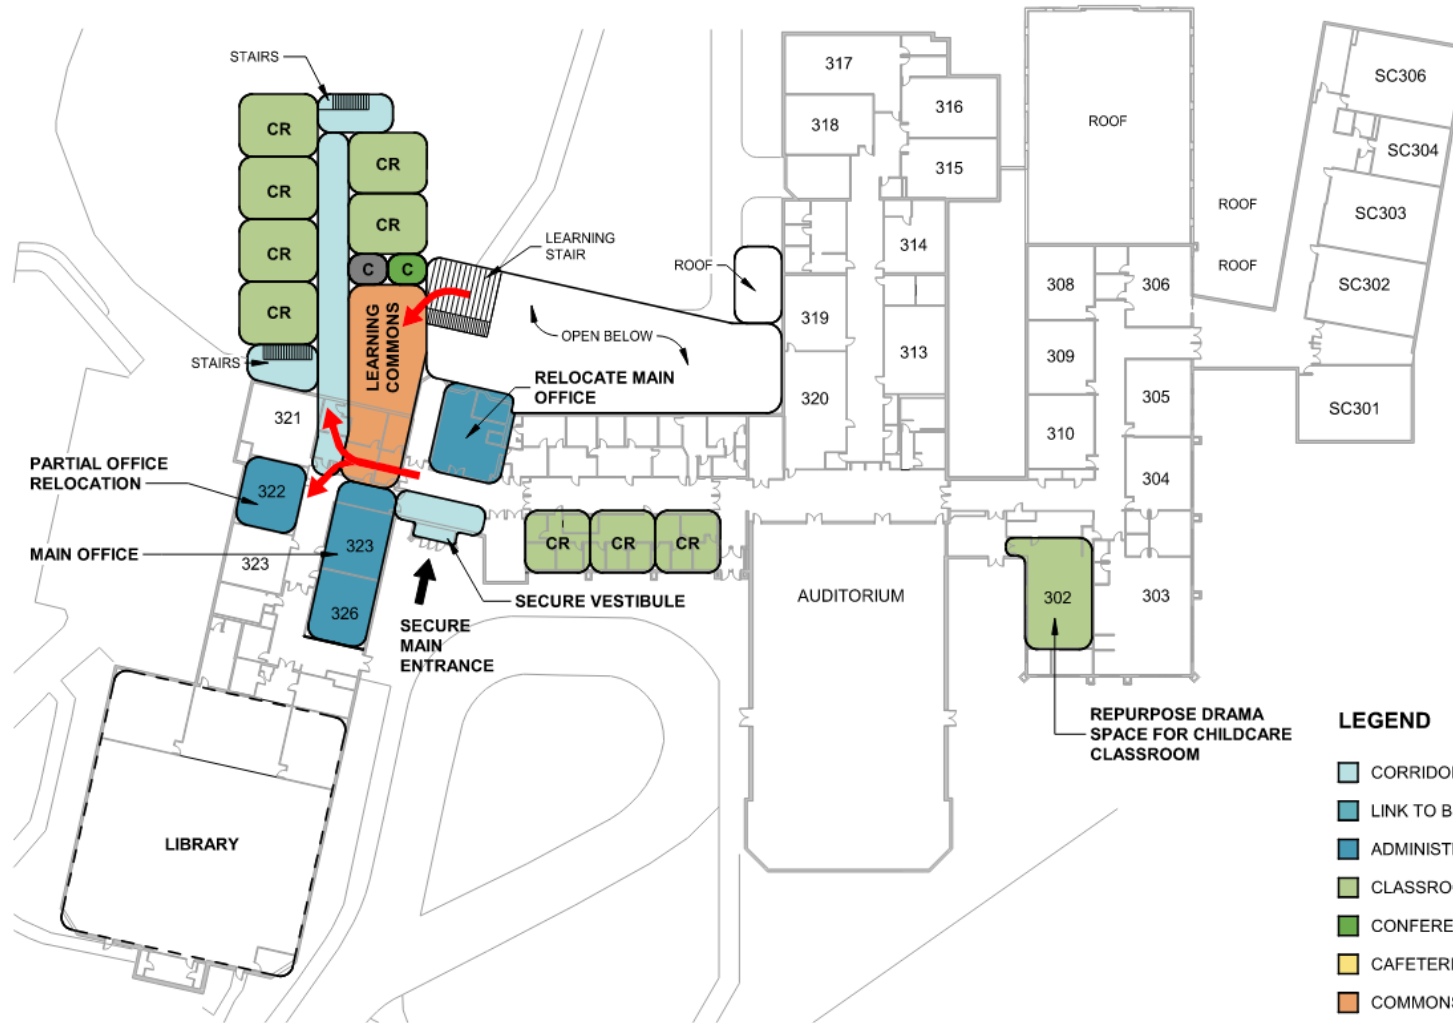 STAIRS
CR
CR
CR
CR
CR
CR
C
C
LEARNING
COMMONS
STAIRS
LEARNING
STAIR
ROOF
OPEN BELOW
RELOCATE MAIN
OFFICE
321
PARTIAL OFFICE
RELOCATION
322
MAIN OFFICE
323
323
326
SECURE VESTIBULE
SECURE
MAIN
ENTRANCE
LIBRARY
CR
CR
CR
317
318
316
315
314
319
313
320
AUDITORIUM
ROOF
ROOF
ROOF
308
306
309
305
310
304
302
303
REPURPOSE DRAMA
SPACE FOR CHILDCARE
CLASSROOM
SC306
SC304
SC303
SC302
SC301
LEGEND
CORRIDO
LINK TO B
ADMINIST
CLASSRO
CONFERE
CAFETERI
COMMONS